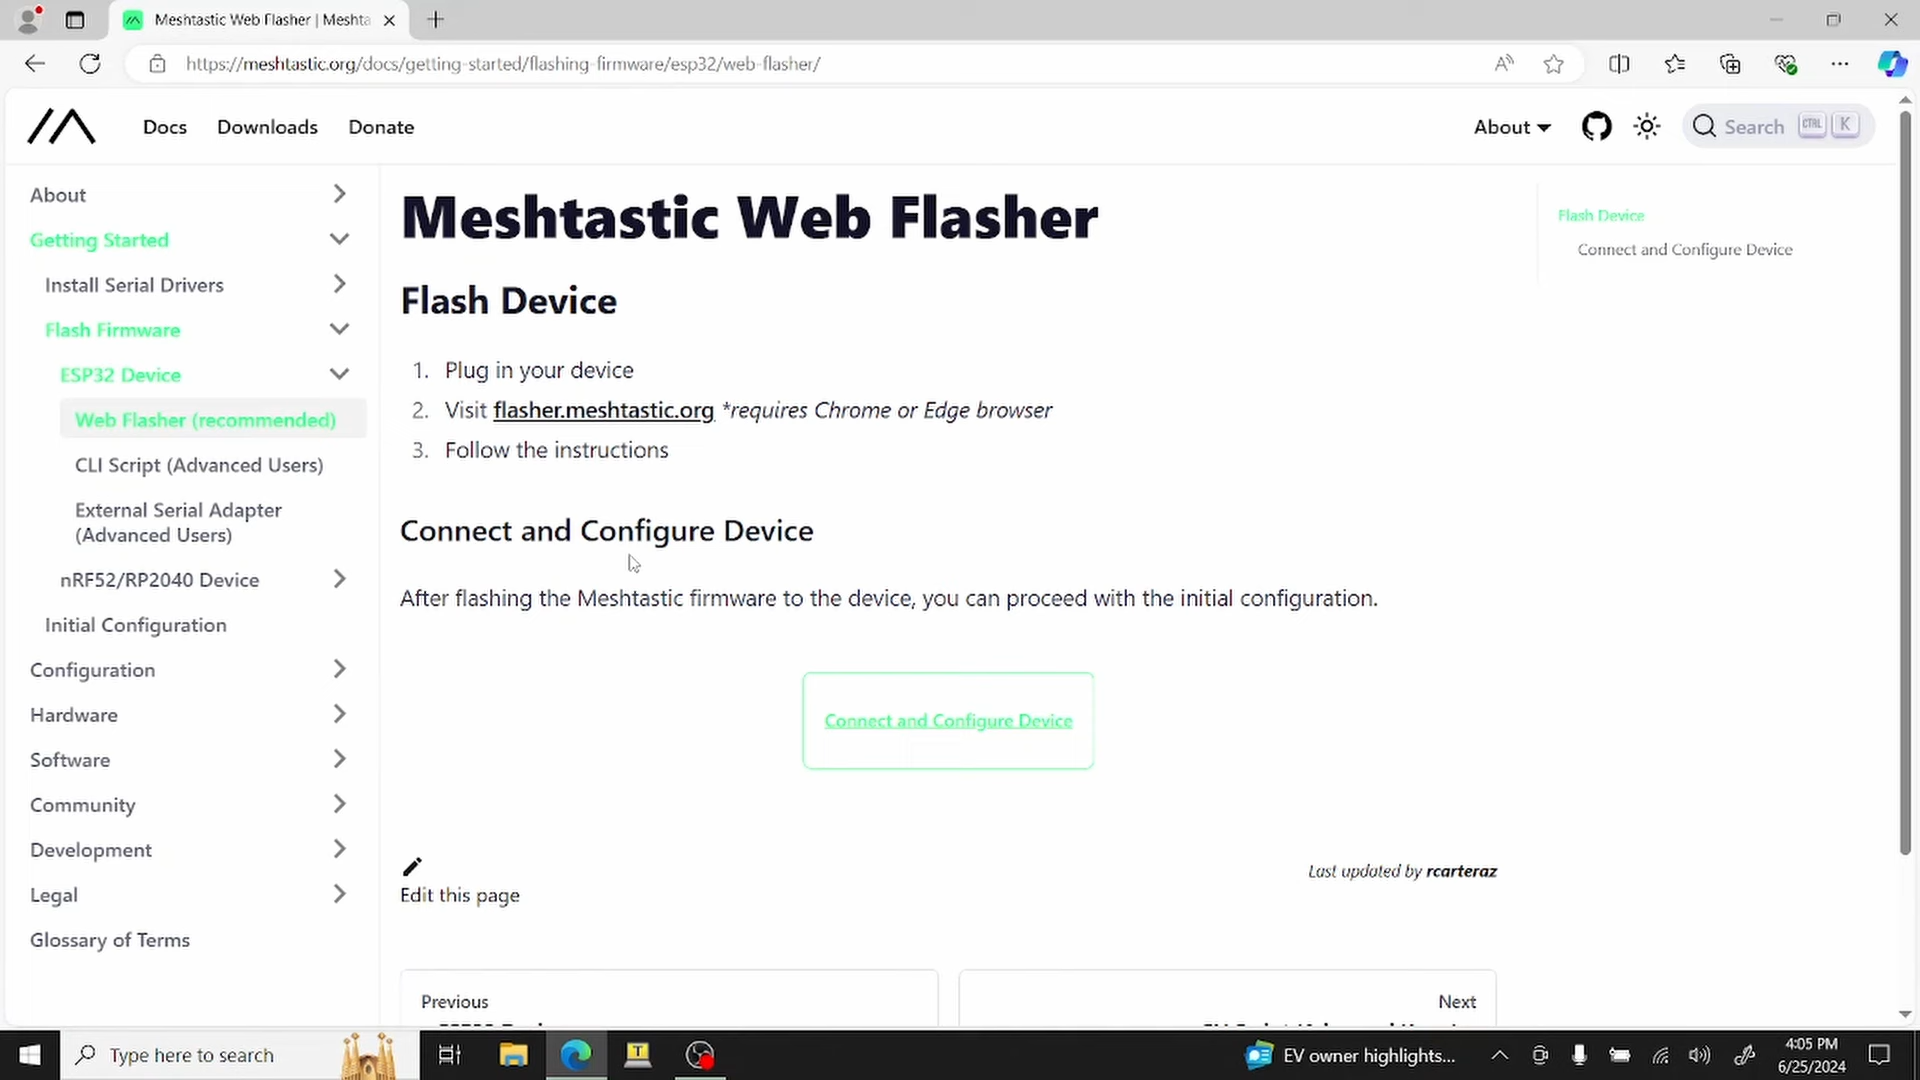 Meshtastic Web Flasher | Meshta
https://meshtastic.org/docs/getting-started/flashing-firmware/esp32/web-flasher/
Docs
Downloads
Donate
About
Search
CTRL
K
About
Getting Started
Install Serial Drivers
Flash Firmware
ESP32 Device
Web Flasher (recommended)
CLI Script (Advanced Users)
External Serial Adapter
(Advanced Users)
nRF52/RP2040 Device
Initial Configuration
Configuration
Hardware
Software
Community
Development
Legal
Glossary of Terms
Meshtastic Web Flasher
Flash Device
1. Plug in your device
2. Visit flasher.meshtastic.org *requires Chrome or Edge browser
3. Follow the instructions
Connect and Configure Device
After flashing the Meshtastic firmware to the device, you can proceed with the initial configuration.
Connect and Configure Device
Edit this page
Last updated by rcarteraz
Previous
Next
Flash Device
Connect and Configure Device
Type here to search
T
EV owner highlights...
4:05 PM
6/25/2024